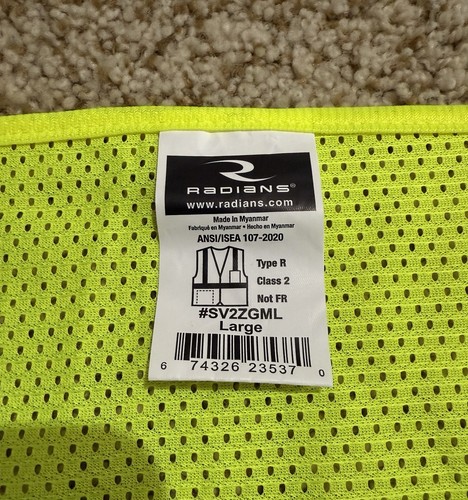 RADIANS®
www.radians.com
Made in Myanmar
Fabriqué en Myanmar • Hecho en Myanmar
ANSI/ISEA 107-2020
Type R
Class 2
Not FR
#SV2ZGML
Large
6 74326 23537 0